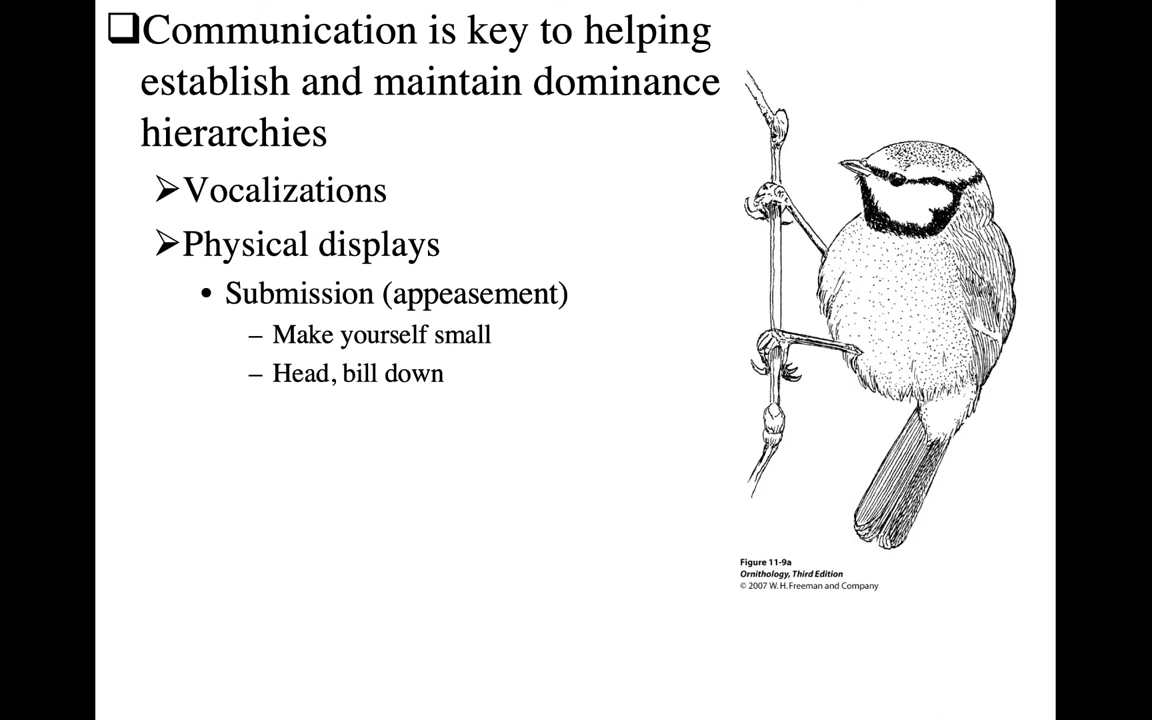 ❑Communication is key to helping
establish and maintain dominance
hierarchies
➢Vocalizations
➢Physical displays
• Submission (appeasement)
– Make yourself small
– Head, bill down
Figure 11-9a
Ornithology, Third Edition
© 2007 W. H. Freeman and Company